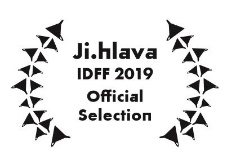 Ji.hlava
IDFF 2019
Official
Selection